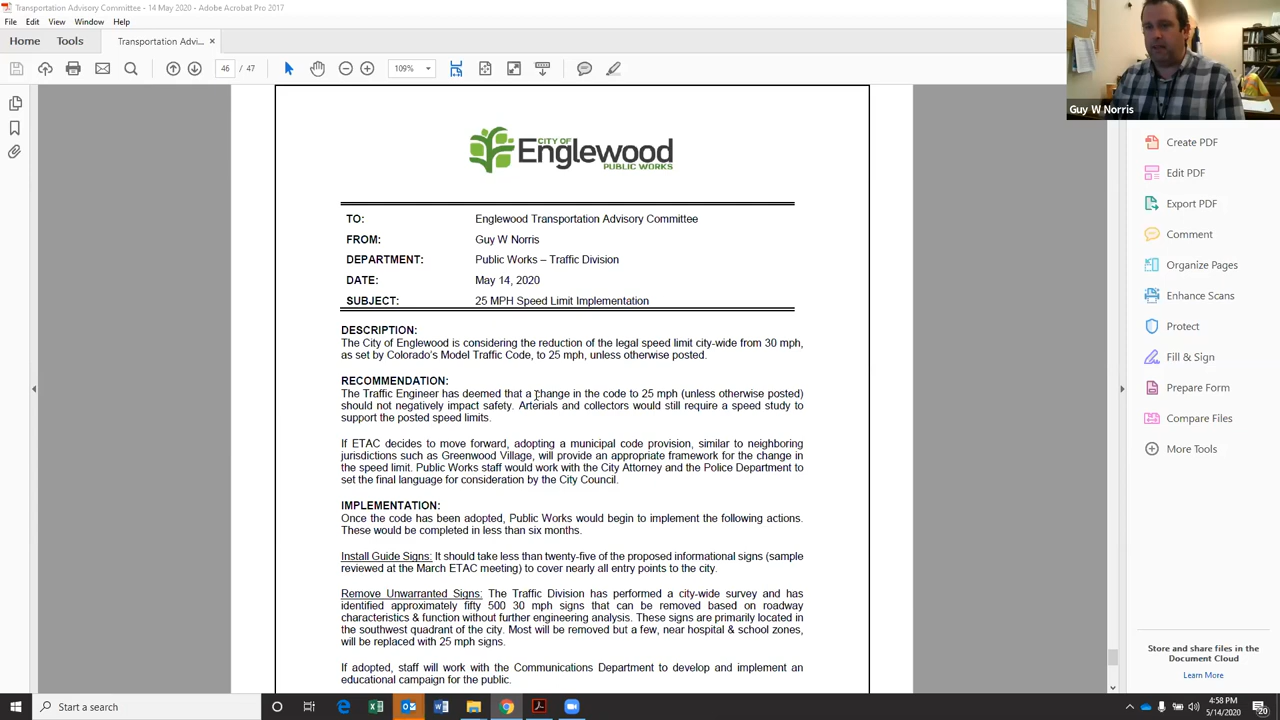 Transportation Advisory Committee - 14 May 2020 - Adobe Acrobat Pro 2017
File Edit View Window Help
Home Tools Transportation Advi... ×
46 / 47 109%
Guy W Norris
CITY OF
Englewood
PUBLIC WORKS
TO: Englewood Transportation Advisory Committee
FROM: Guy W Norris
DEPARTMENT: Public Works – Traffic Division
DATE: May 14, 2020
SUBJECT: 25 MPH Speed Limit Implementation
DESCRIPTION:
The City of Englewood is considering the reduction of the legal speed limit city-wide from 30 mph,
as set by Colorado's Model Traffic Code, to 25 mph, unless otherwise posted.
RECOMMENDATION:
The Traffic Engineer has deemed that a change in the code to 25 mph (unless otherwise posted)
should not negatively impact safety. Arterials and collectors would still require a speed study to
support the posted speed limits.
If ETAC decides to move forward, adopting a municipal code provision, similar to neighboring
jurisdictions such as Greenwood Village, will provide an appropriate framework for the change in
the speed limit. Public Works staff would work with the City Attorney and the Police Department to
set the final language for consideration by the City Council.
IMPLEMENTATION:
Once the code has been adopted, Public Works would begin to implement the following actions.
These would be completed in less than six months.
Install Guide Signs: It should take less than twenty-five of the proposed informational signs (sample
reviewed at the March ETAC meeting) to cover nearly all entry points to the city.
Remove Unwarranted Signs: The Traffic Division has performed a city-wide survey and has
identified approximately fifty 500 30 mph signs that can be removed based on roadway
characteristics & function without further engineering analysis. These signs are primarily located in
the southwest quadrant of the city. Most will be removed but a few, near hospital & school zones,
will be replaced with 25 mph signs.
If adopted, staff will work with the Communications Department to develop and implement an
educational campaign for the public.
Create PDF
Edit PDF
Export PDF
Comment
Organize Pages
Enhance Scans
Protect
Fill & Sign
Prepare Form
Compare Files
More Tools
Store and share files in the
Document Cloud
Learn More
Start a search
4:58 PM
5/14/2020
20